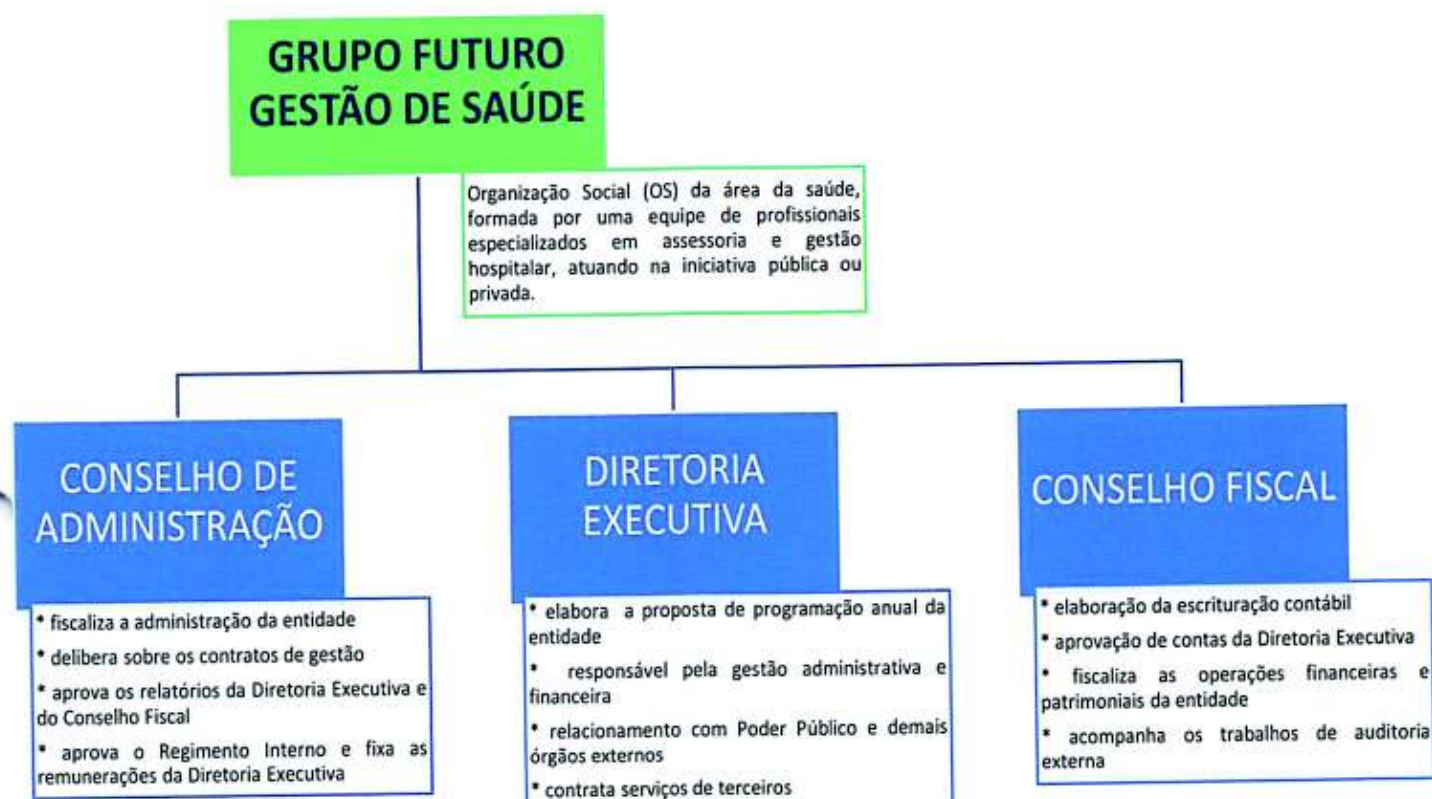 GRUPO FUTURO
GESTÃO DE SAÚDE
Organização Social (OS) da área da saúde,
formada por uma equipe de profissionais
especializados em assessoria e gestão
hospitalar, atuando na iniciativa pública ou
privada.
CONSELHO DE
ADMINISTRAÇÃO
* fiscaliza a administração da entidade
* delibera sobre os contratos de gestão
* aprova os relatórios da Diretoria Executiva e
do Conselho Fiscal
* aprova o Regimento Interno e fixa as
remunerações da Diretoria Executiva
DIRETORIA
EXECUTIVA
* elabora a proposta de programação anual da
entidade
* responsável pela gestão administrativa e
financeira
* relacionamento com Poder Público e demais
órgãos externos
* contrata serviços de terceiros
CONSELHO FISCAL
* elaboração da escrituração contábil
* aprovação de contas da Diretoria Executiva
* fiscaliza as operações financeiras e
patrimoniais da entidade
* acompanha os trabalhos de auditoria
externa